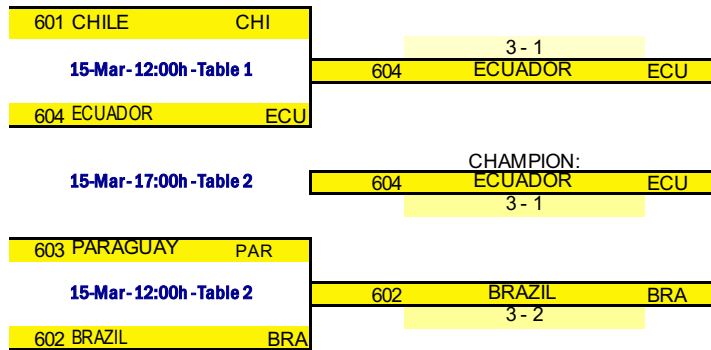 601 CHILE CHI
3 - 1
15-Mar-12:00h-Table 1
604 ECUADOR ECU
604 ECUADOR ECU
CHAMPION:
15-Mar-17:00h-Table 2
604 ECUADOR ECU
3 - 1
603 PARAGUAY PAR
15-Mar-12:00h-Table 2
602 BRAZIL BRA
3 - 2
602 BRAZIL BRA